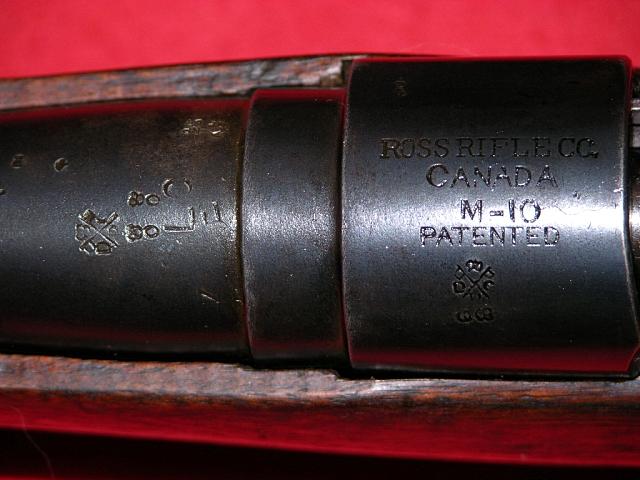 ROSS RIFLE CO.
CANADA
M-10
PATENTED